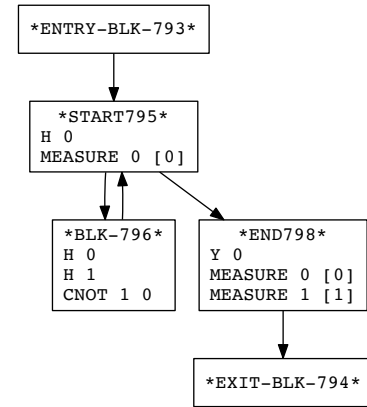 *ENTRY-BLK-793*
*START795*
H 0
MEASURE 0 [0]
*BLK-796*
H 0
H 1
CNOT 1 0
*END798*
Y 0
MEASURE 0 [0]
MEASURE 1 [1]
*EXIT-BLK-794*